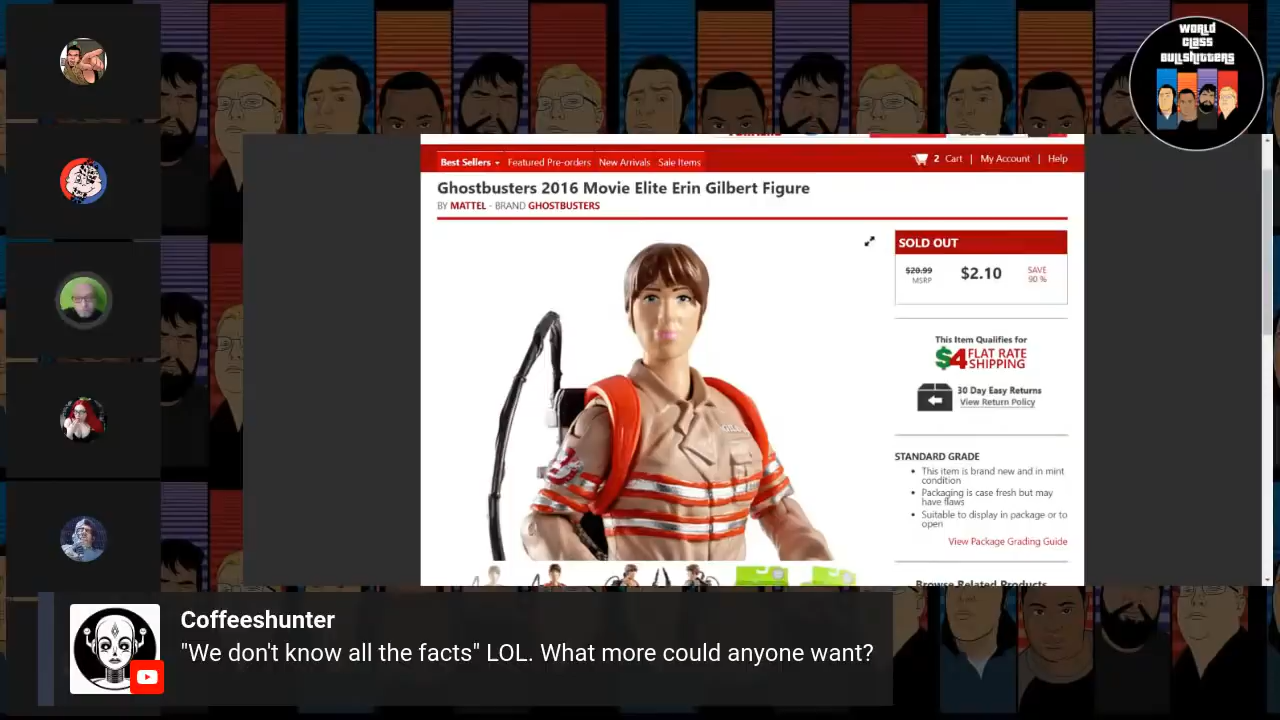 WORLD
CLASS
BULLSHITTERS
Best Sellers
Featured Pre-orders
New Arrivals
Sale Items
2 Cart | My Account | Help
Ghostbusters 2016 Movie Elite Erin Gilbert Figure
BY MATTEL - BRAND GHOSTBUSTERS
SOLD OUT
$20.99
MSRP
$2.10
SAVE
90 %
This Item Qualifies for
$4 FLAT RATE
SHIPPING
30 Day Easy Returns
View Return Policy
STANDARD GRADE
This item is brand new and in mint
condition
Packaging is case fresh but may
have flaws
Suitable to display in package or to
open
View Package Grading Guide
Browse Related Products
Coffeeshunter
"We don't know all the facts" LOL. What more could anyone want?